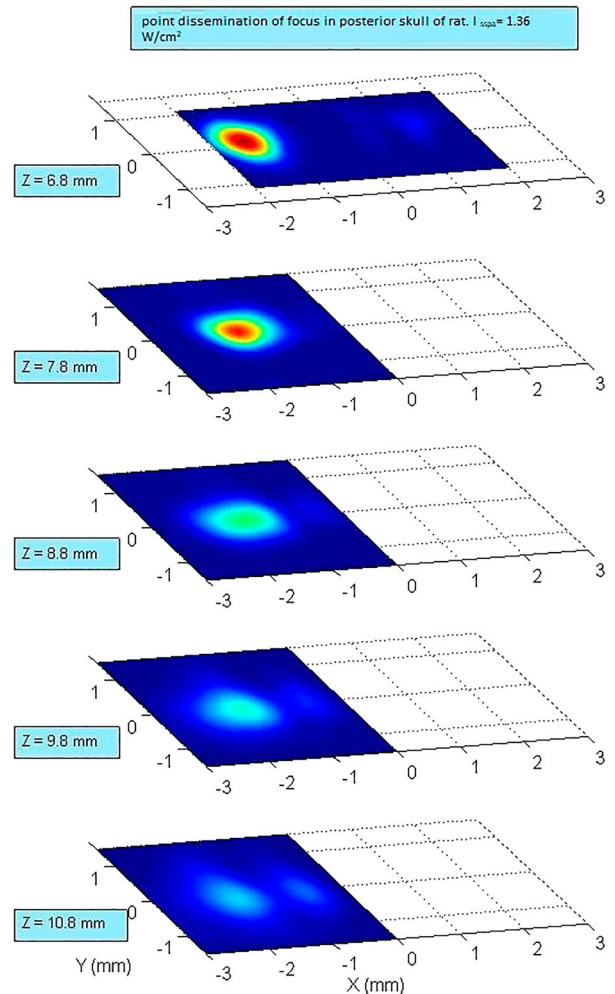 point dissemination of focus in posterior skull of rat. I sspa= 1.36
W/cm²
1
0
-1
Z = 6.8 mm
-3 -2 -1 0 1 2 3
1
0
-1
Z = 7.8 mm
-3 -2 -1 0 1 2 3
1
0
-1
Z = 8.8 mm
-3 -2 -1 0 1 2 3
1
0
-1
Z = 9.8 mm
-3 -2 -1 0 1 2 3
1
0
-1
Z = 10.8 mm
-3 -2 -1 0 1 2 3
Y (mm)
X (mm)